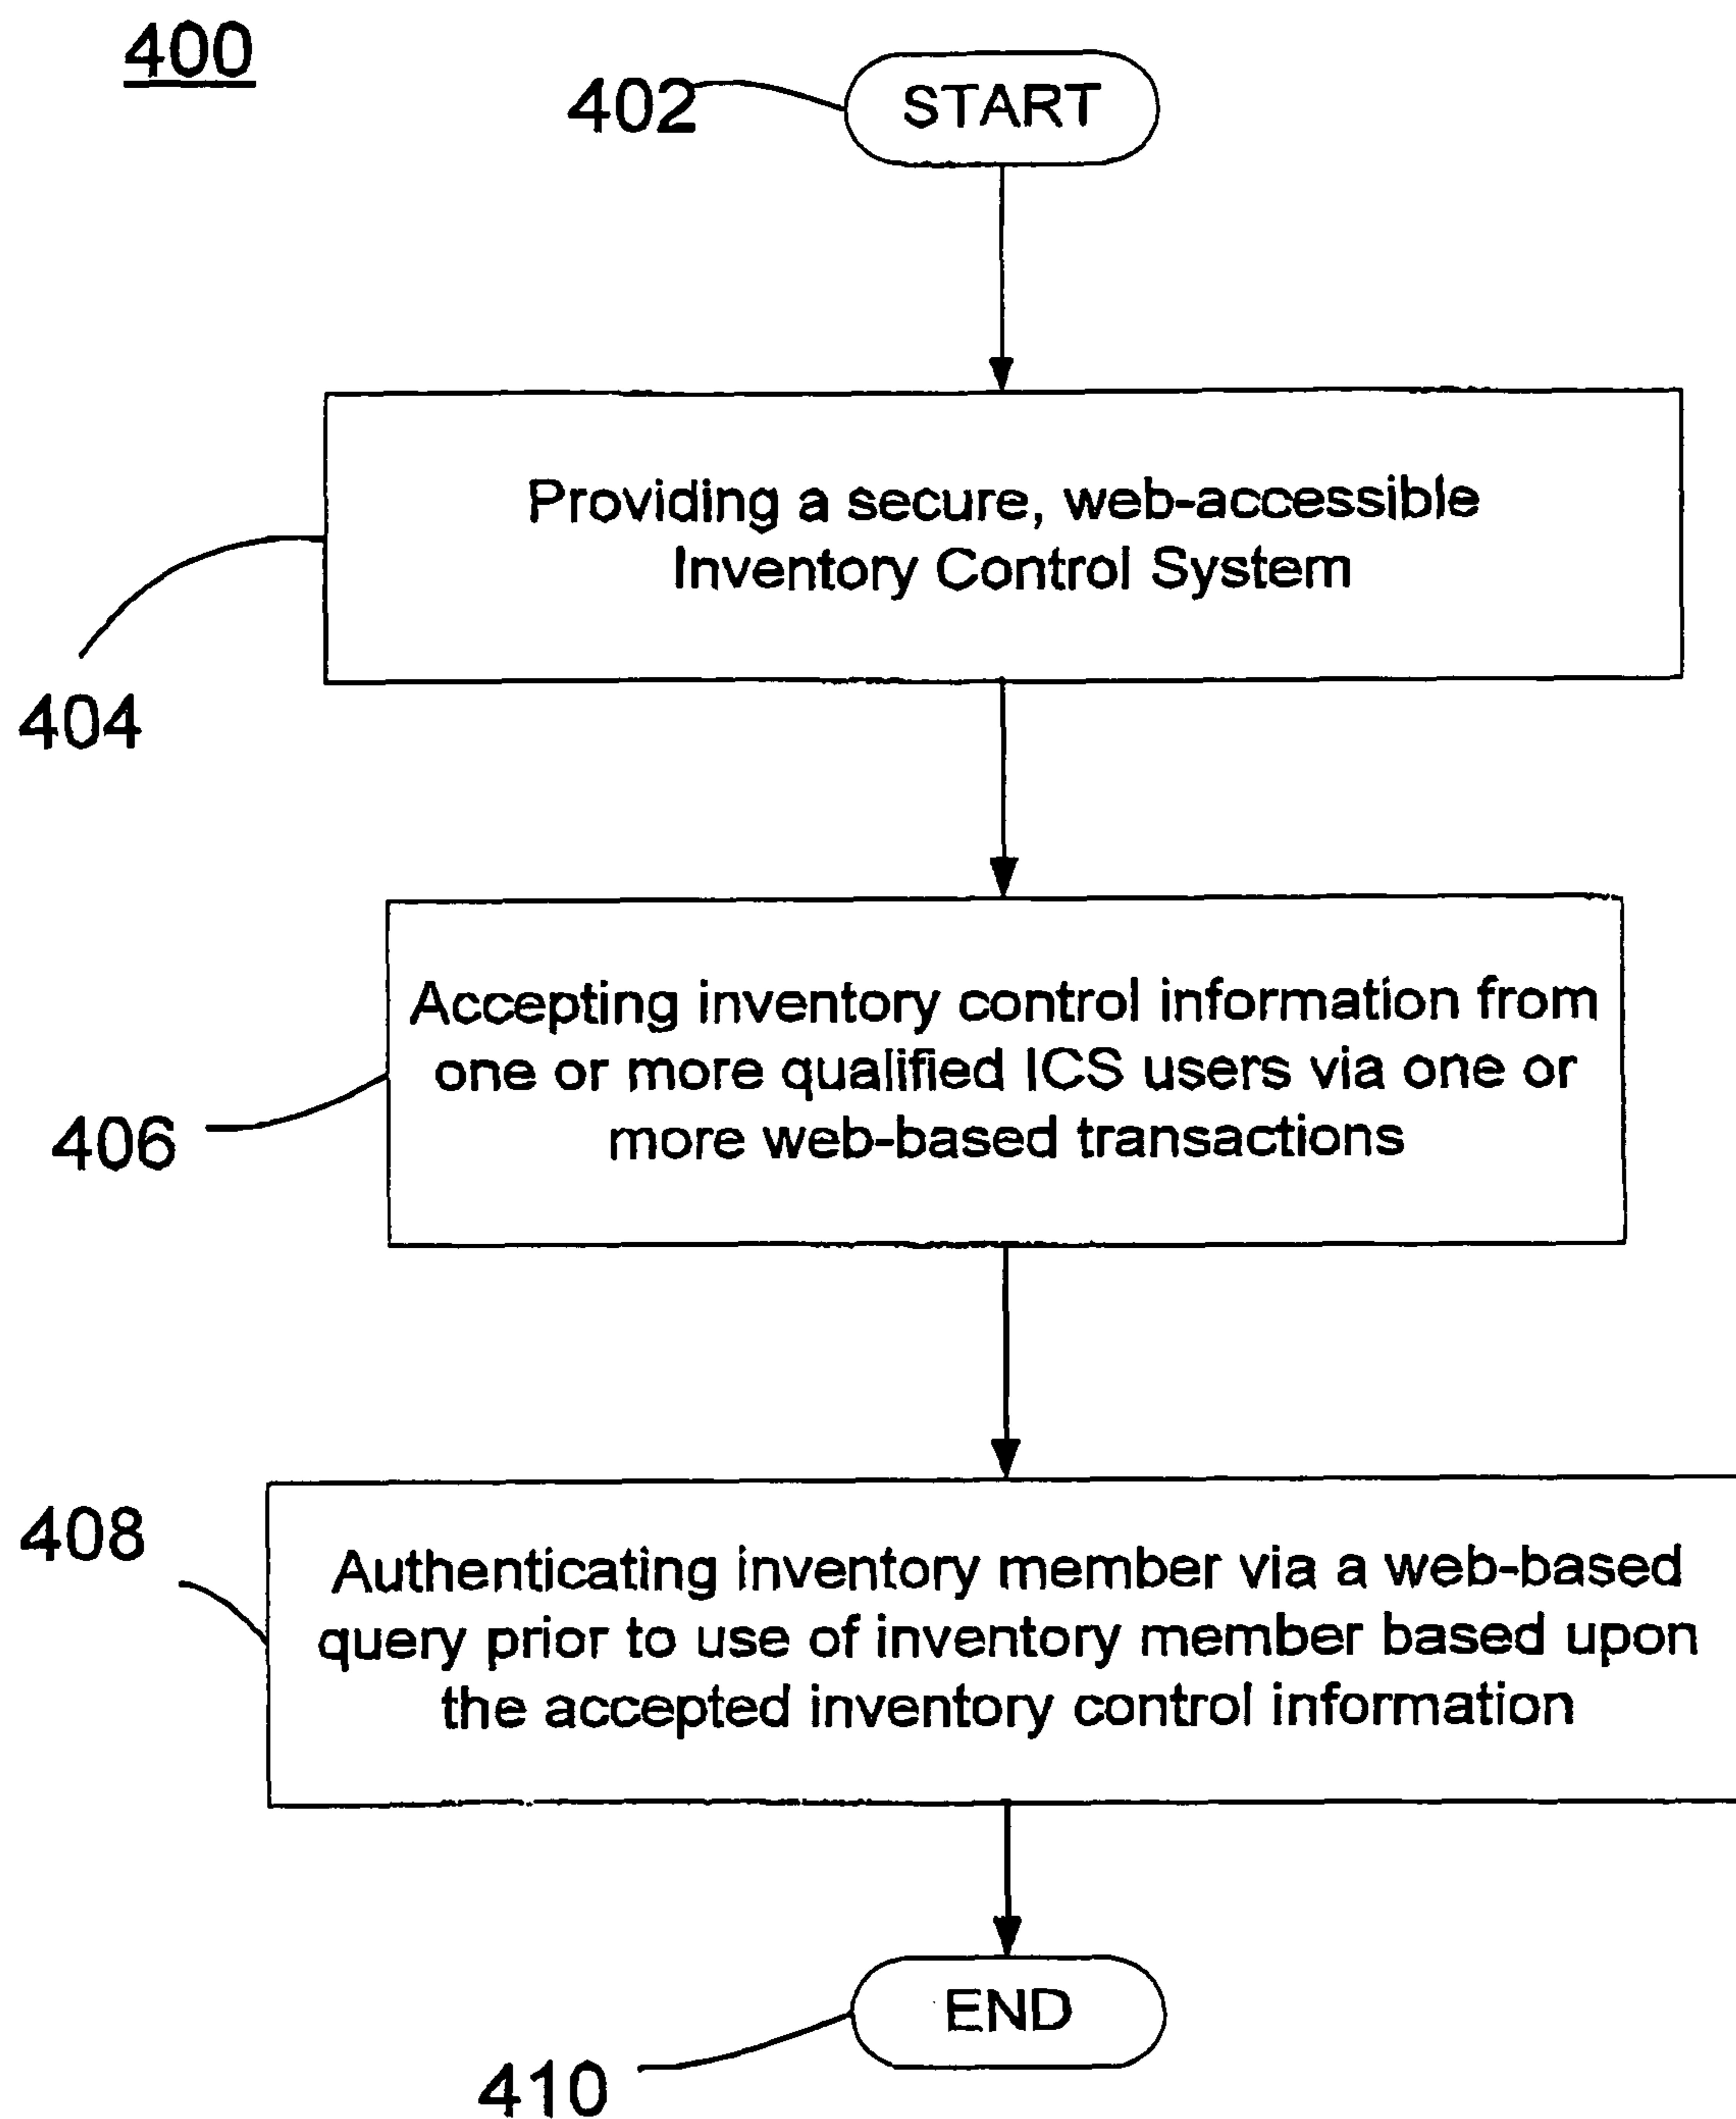 400
402
START
Providing a secure, web-accessible
Inventory Control System
404
Accepting inventory control information from
one or more qualified ICS users via one or
more web-based transactions
406
408
Authenticating inventory member via a web-based
query prior to use of inventory member based upon
the accepted inventory control information
END
410